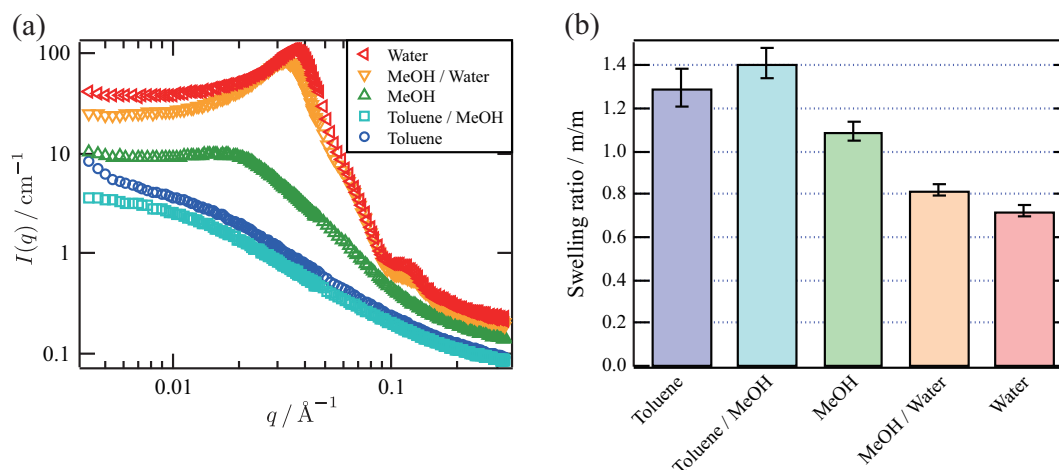 (a)
100
10
1
0.1
I(q) / cm⁻¹
0.01
0.1
q / Å⁻¹
Water
MeOH / Water
MeOH
Toluene / MeOH
Toluene
(b)
1.4
1.2
1.0
0.8
0.6
0.4
0.2
0.0
Swelling ratio / m/m
Toluene
Toluene / MeOH
MeOH
MeOH / Water
Water